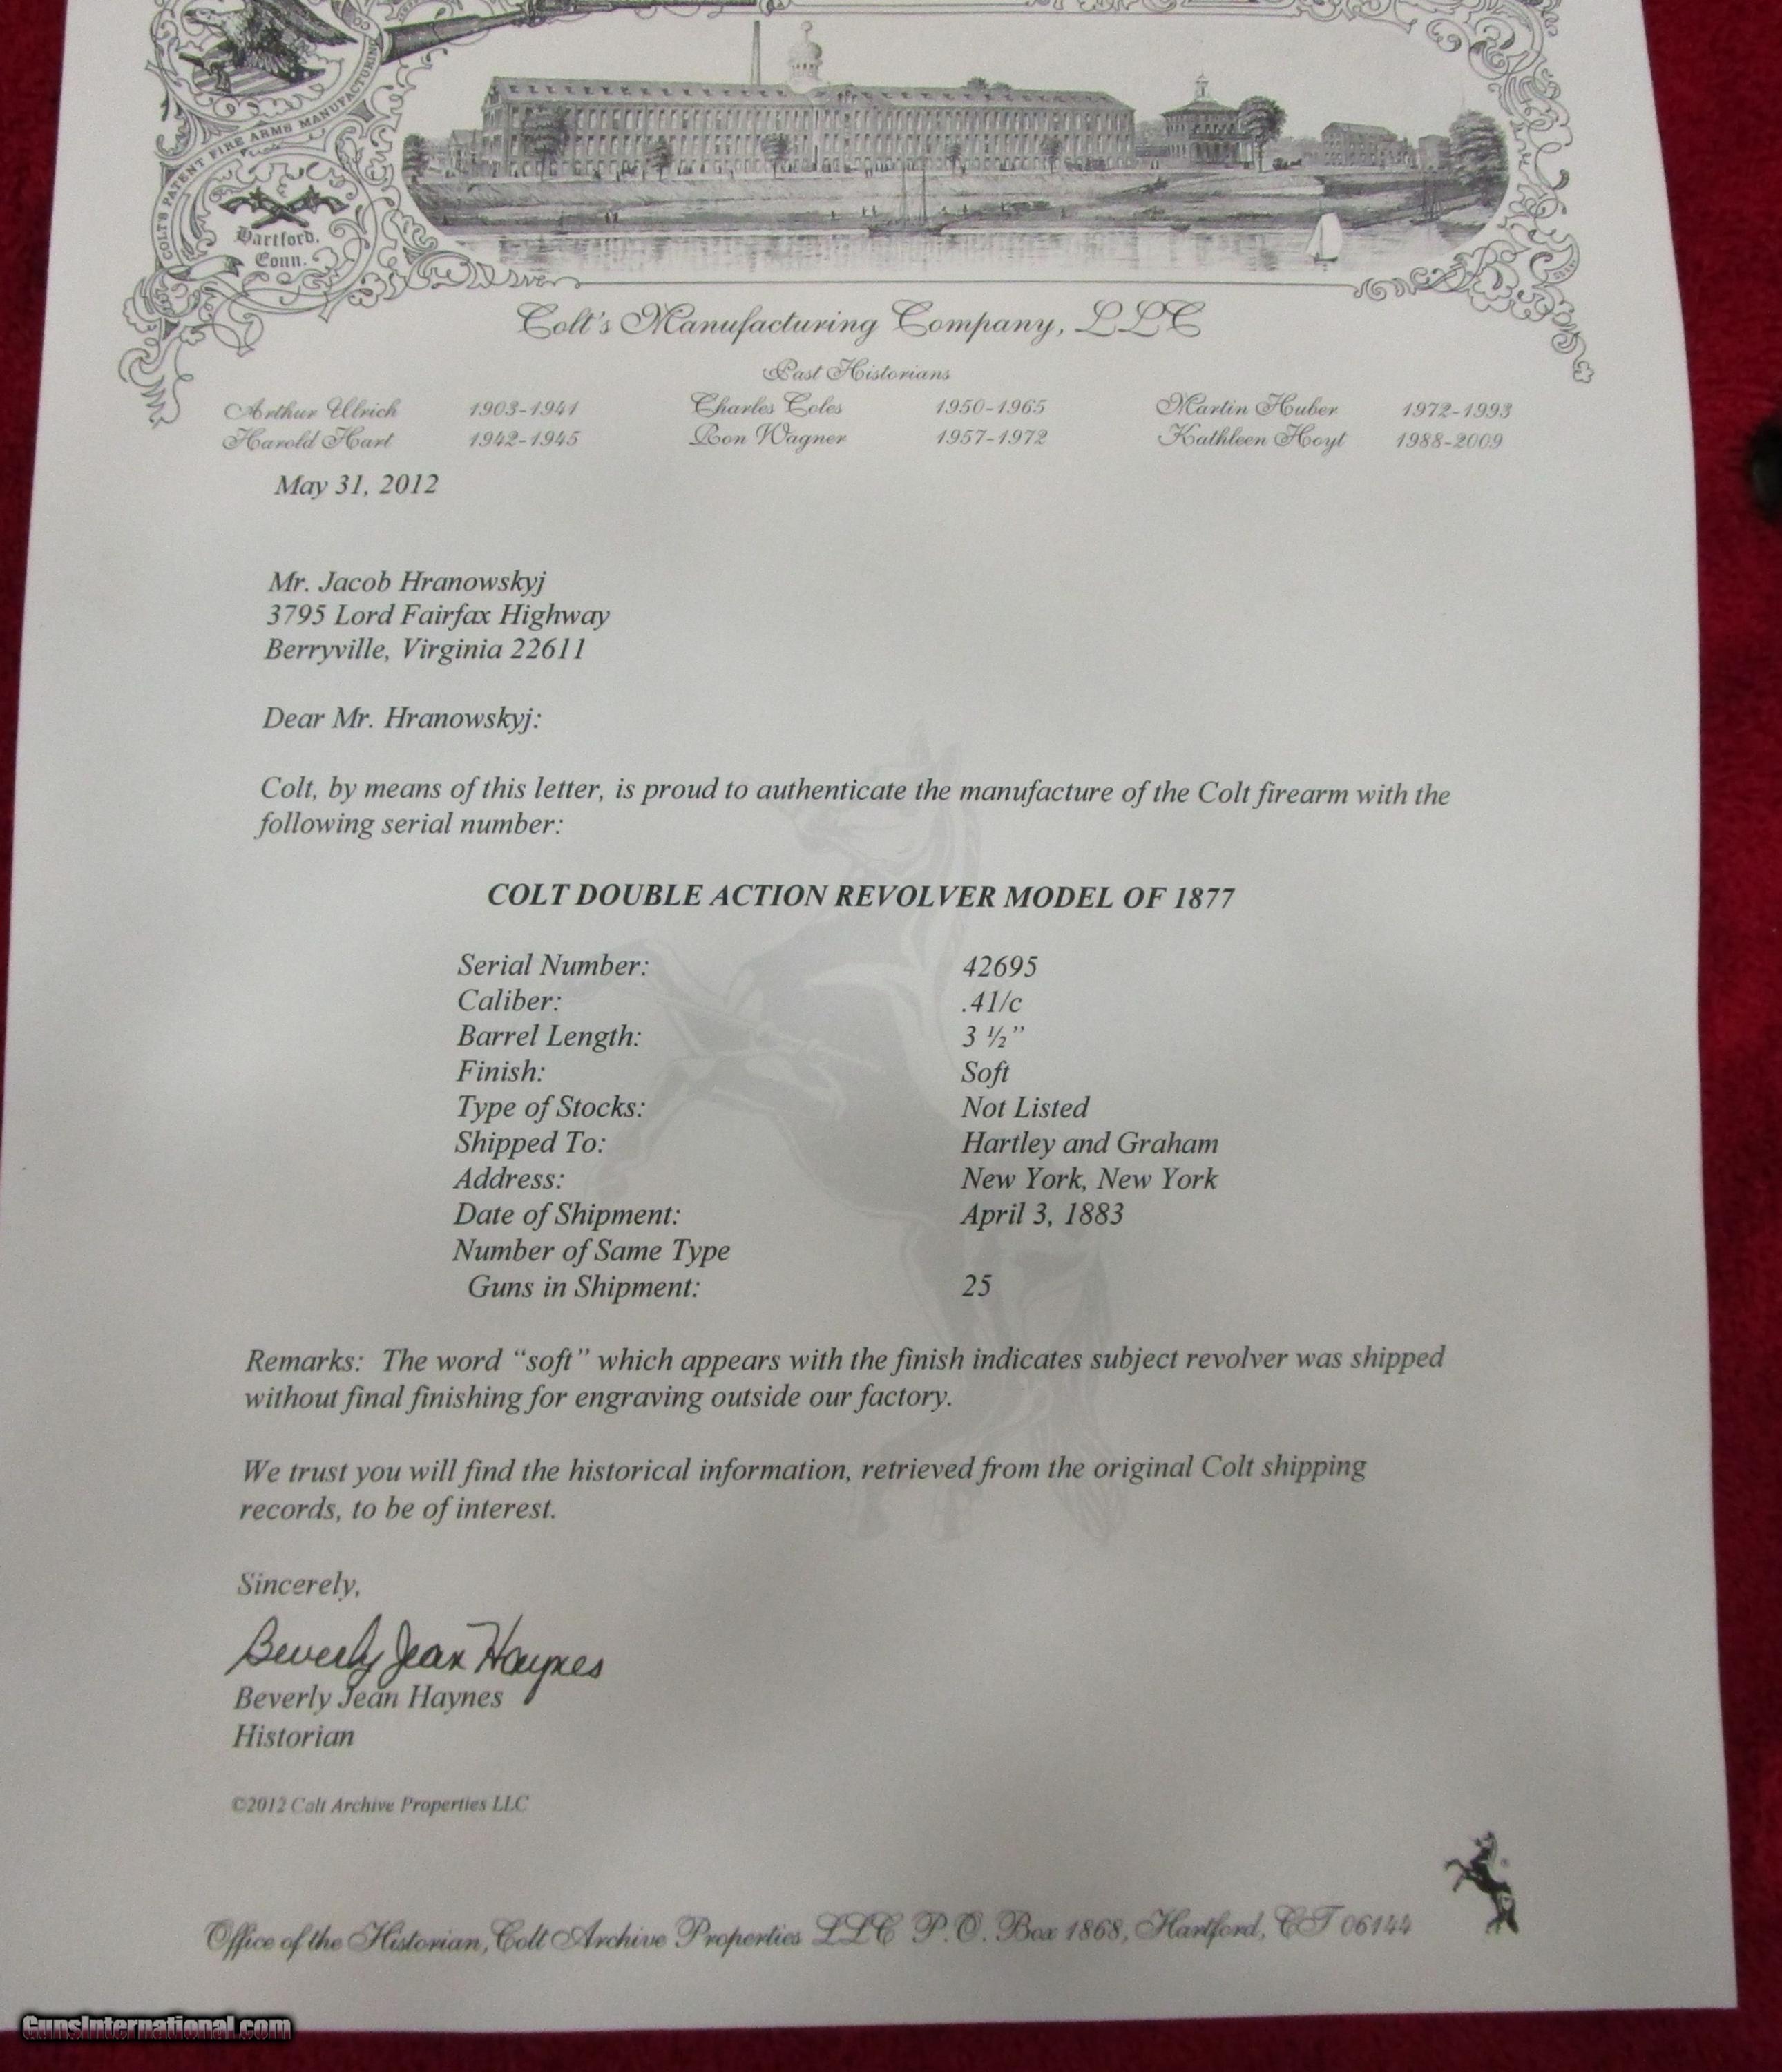 COLT'S PATENT FIRE ARMS MANUFACTURING
Hartford,
Conn.
Colt's Manufacturing Company, LLC
Past Historians
Arthur Ulrich 1903-1941 Charles Coles 1950-1965 Martin Huber 1972-1993
Harold Hart 1942-1945 Ron Wagner 1957-1972 Kathleen Hoyt 1988-2009
May 31, 2012
Mr. Jacob Hranowskyj
3795 Lord Fairfax Highway
Berryville, Virginia 22611
Dear Mr. Hranowskyj:
Colt, by means of this letter, is proud to authenticate the manufacture of the Colt firearm with the
following serial number:
COLT DOUBLE ACTION REVOLVER MODEL OF 1877
Serial Number: 42695
Caliber: .41/c
Barrel Length: 3 ½”
Finish: Soft
Type of Stocks: Not Listed
Shipped To: Hartley and Graham
Address: New York, New York
Date of Shipment: April 3, 1883
Number of Same Type
Guns in Shipment: 25
Remarks: The word “soft” which appears with the finish indicates subject revolver was shipped
without final finishing for engraving outside our factory.
We trust you will find the historical information, retrieved from the original Colt shipping
records, to be of interest.
Sincerely,
Beverly Jean Haynes
Beverly Jean Haynes
Historian
©2012 Colt Archive Properties LLC
Office of the Historian, Colt Archive Properties LLC P.O. Box 1868, Hartford, CT 06144
GunsInternational.com